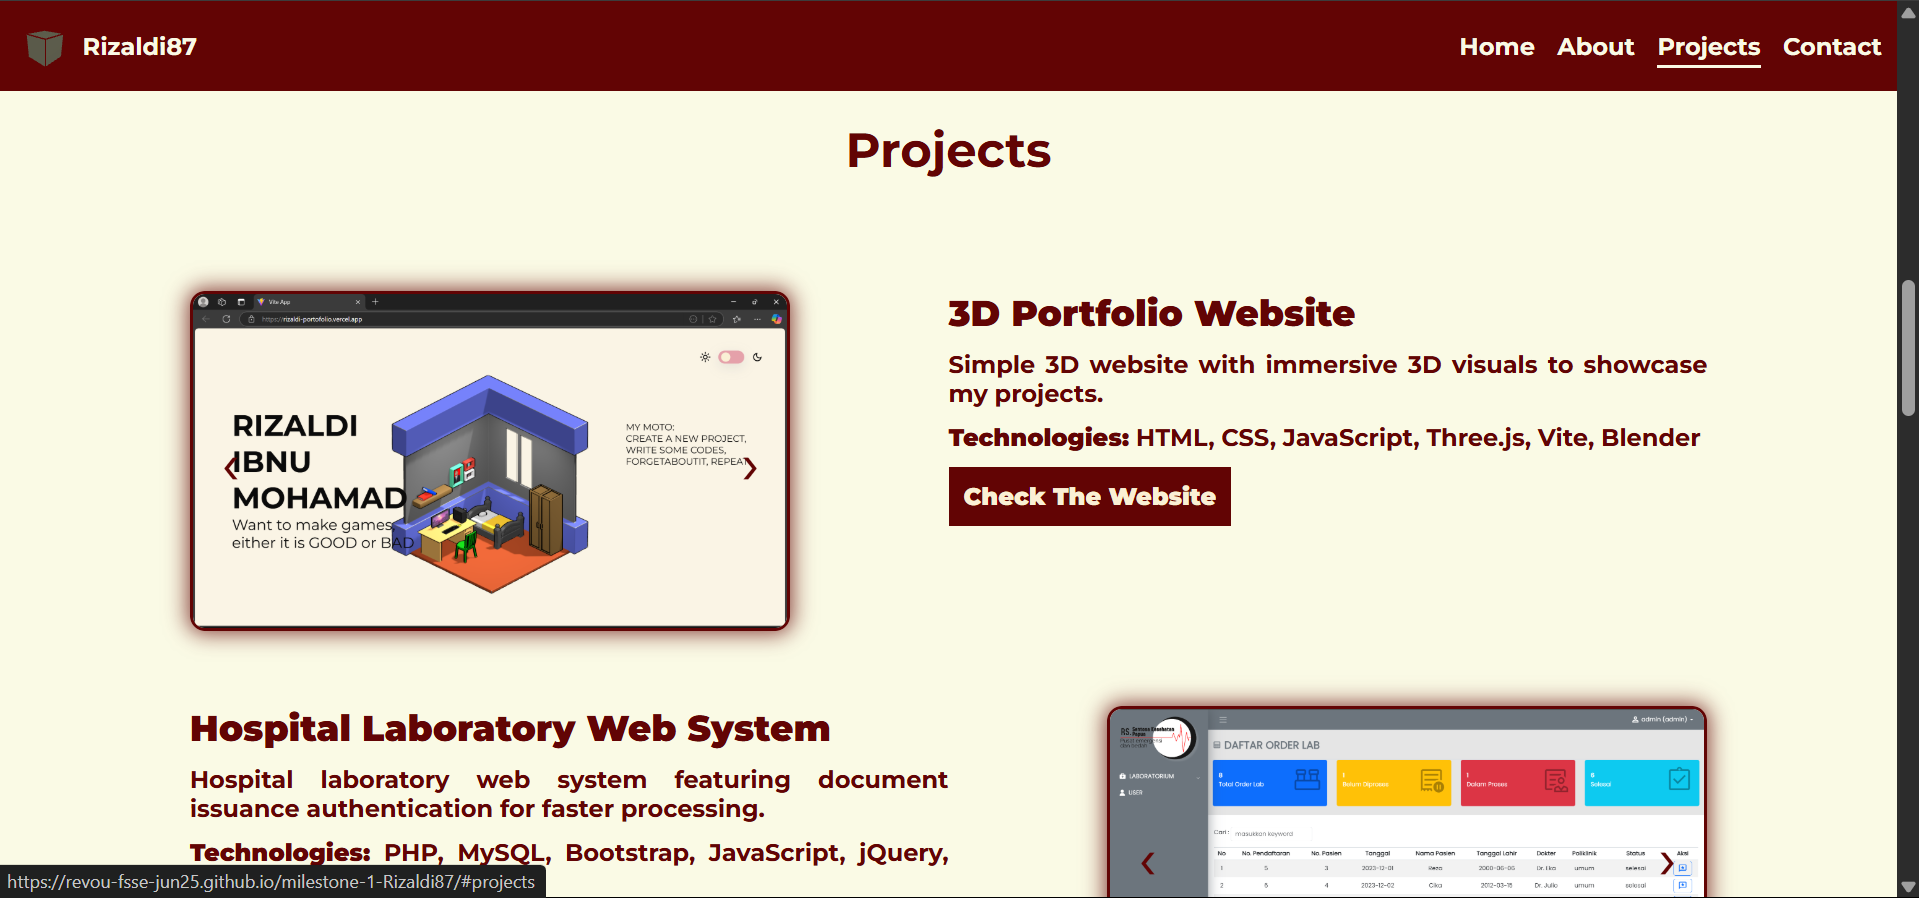 Rizaldi87
Home About Projects Contact
Projects
Vite App
https://rizaldi-portofolio.vercel.app
RIZALDI
IBNU
MOHAMAD
Want to make games
either it is GOOD or BAD
MY MOTO:
CREATE A NEW PROJECT,
WRITE SOME CODES,
FORGETABOUTIT, REPEAT
3D Portfolio Website
Simple 3D website with immersive 3D visuals to showcase
my projects.
Technologies: HTML, CSS, JavaScript, Three.js, Vite, Blender
Check The Website
Hospital Laboratory Web System
Hospital laboratory web system featuring document
issuance authentication for faster processing.
Technologies: PHP, MySQL, Bootstrap, JavaScript, jQuery,
RS.
LABORATORIUM
USER
admin (admin)
DAFTAR ORDER LAB
8
Total Order Lab
1
Belum Diproses
1
Dalam Proses
6
Selesai
Cari : masukkan keyword
No No. Pendaftaran No. Pasien Tanggal Nama Pasien Tanggal Lahir Dokter Poliklinik Status Aksi
1 5 3 2023-12-01 Reza 2000-06-06 Dr. Eka umum selesai
2 6 4 2023-12-02 Cika 2012-03-15 Dr. Julia umum selesai
https://revou-fsse-jun25.github.io/milestone-1-Rizaldi87/#projects